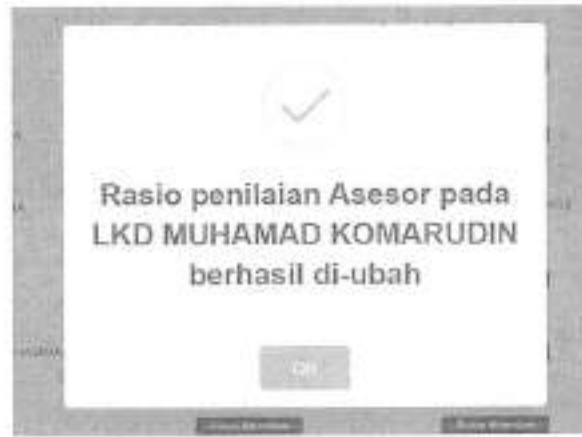 Rasio penilaian Asesor pada
LKD MUHAMAD KOMARUDIN
berhasil di-ubah
OK